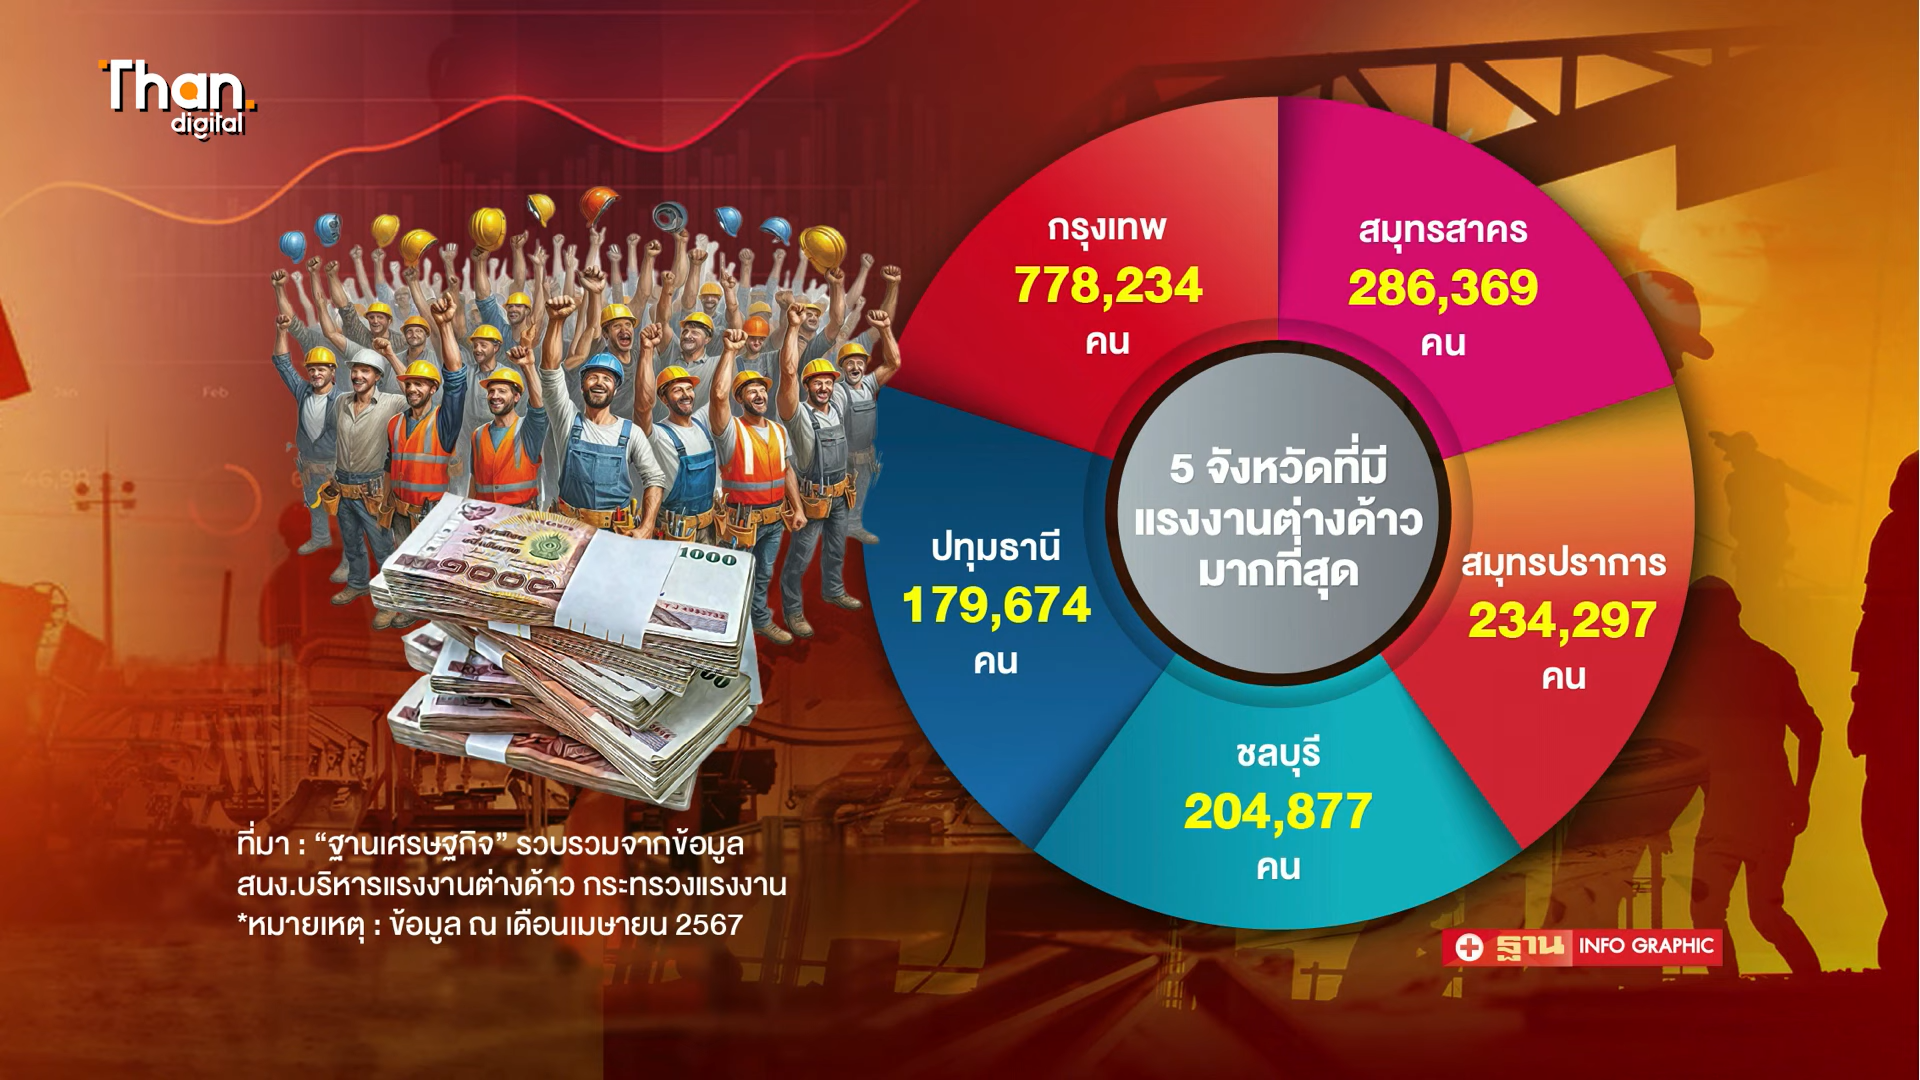 Than.
digital
กรุงเทพ
778,234
คน
สมุทรสาคร
286,369
คน
5 จังหวัดที่มี
แรงงานต่างด้าว
มากที่สุด
ปทุมธานี
179,674
คน
สมุทรปราการ
234,297
คน
ชลบุรี
204,877
คน
1000
๑๐๐๐
ที่มา : “ฐานเศรษฐกิจ” รวบรวมจากข้อมูล
สนง.บริหารแรงงานต่างด้าว กระทรวงแรงงาน
*หมายเหตุ : ข้อมูล ณ เดือนเมษายน 2567
ฐาน INFO GRAPHIC
Jan
Feb